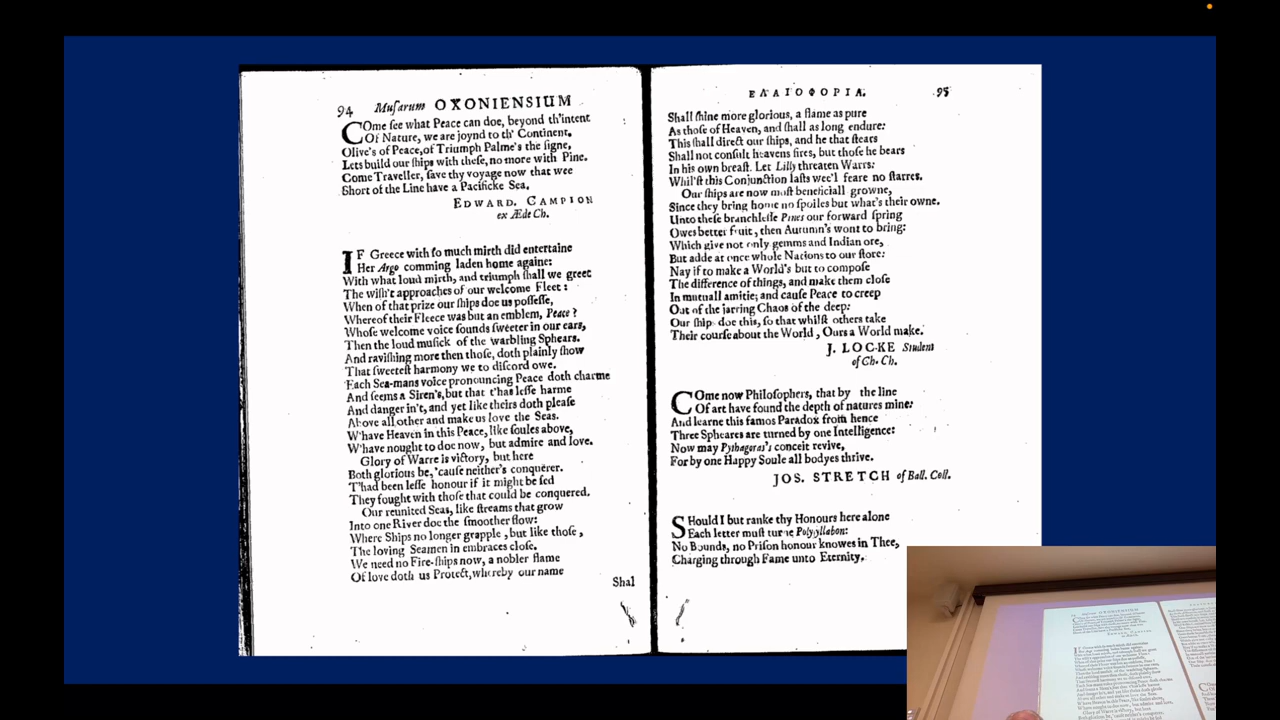 94 Muſarum OXONIENSIUM
COme ſee what Peace can doe, beyond th'intent
Of Nature, we are joynd to th' Continent,
Olive's of Peace, of Triumph Palme's the ſigne,
Lets build our ſhips with theſe, no more with Pine.
Come Traveller, ſave thy voyage now that wee
Short of the Line have a Pacificke Sea.
EDWARD. CAMPION
ex Æde Ch.
IF Greece with ſo much mirth did entertaine
Her Argo comming laden home againe:
With what loud mirth, and triumph ſhall we greet
The wiſh't approaches of our welcome Fleet:
When of that prize our ſhips doe us poſſeſſe,
Whereof their Fleece was but an emblem, Peace?
Whoſe welcome voice ſounds ſweeter in our ears,
Then the loud muſick of the warbling Sphears.
And raviſhing more then thoſe, doth plainly ſhow
That ſweeteſt harmony we to diſcord owe.
Each Sea-mans voice pronouncing Peace doth charme
And ſeems a Siren's, but that t'has leſſe harme
And danger in't, and yet like theirs doth pleaſe
Above all other and make us love the Seas.
W'have Heaven in this Peace, like ſoules above,
W'have nought to doe now, but admire and love.
Glory of Warre is victory, but here
Both glorious be, 'cauſe neither's conquerer.
T'had been leſſe honour if it might be ſed
They fought with thoſe that could be conquered.
Our reunited Seas, like ſtreams that grow
Into one River doe the ſmoother flow:
Where Ships no longer grapple, but like thoſe,
The loving Seamen in embraces cloſe.
We need no Fire-ſhips now, a nobler flame
Of love doth us Protect, whereby our name
Shal
ΕΛΑΙΟΦΟΡΙΑ. 95
Shall ſhine more glorious, a flame as pure
As thoſe of Heaven, and ſhall as long endure:
This ſhall direct our ſhips, and he that ſtears
Shall not conſult heavens fires, but thoſe he bears
In his own breaſt. Let Lilly threaten Warrs:
Whil'ſt this Conjunction laſts wee'l feare no ſtarres.
Our ſhips are now moſt beneficiall growne,
Since they bring home no ſpoiles but what's their owne.
Unto theſe branchleſſe Pines our forward ſpring
Owes better fruit, then Autumn's wont to bring:
Which give not only gemms and Indian ore,
But adde at once whole Nations to our ſtore:
Nay if to make a World's but to compoſe
The difference of things, and make them cloſe
In mutuall amitie; and cauſe Peace to creep
Out of the jarring Chaos of the deep:
Our ſhip doe this, ſo that whilſt others take
Their courſe about the World, Ours a World make.
J. LOCKE Student
of Ch. Ch.
COme now Philoſophers, that by the line
Of art have found the depth of natures mine:
And learne this famos Paradox from hence
Three Spheares are turned by one Intelligence:
Now may Pythagoras's conceit revive,
For by one Happy Soule all bodyes thrive.
JOS. STRETCH of Ball. Coll.
SHould I but ranke thy Honours here alone
Each letter muſt turne Polyſyllabon:
No Bounds, no Priſon honour knowes in Thee,
Charging through Fame unto Eternity.